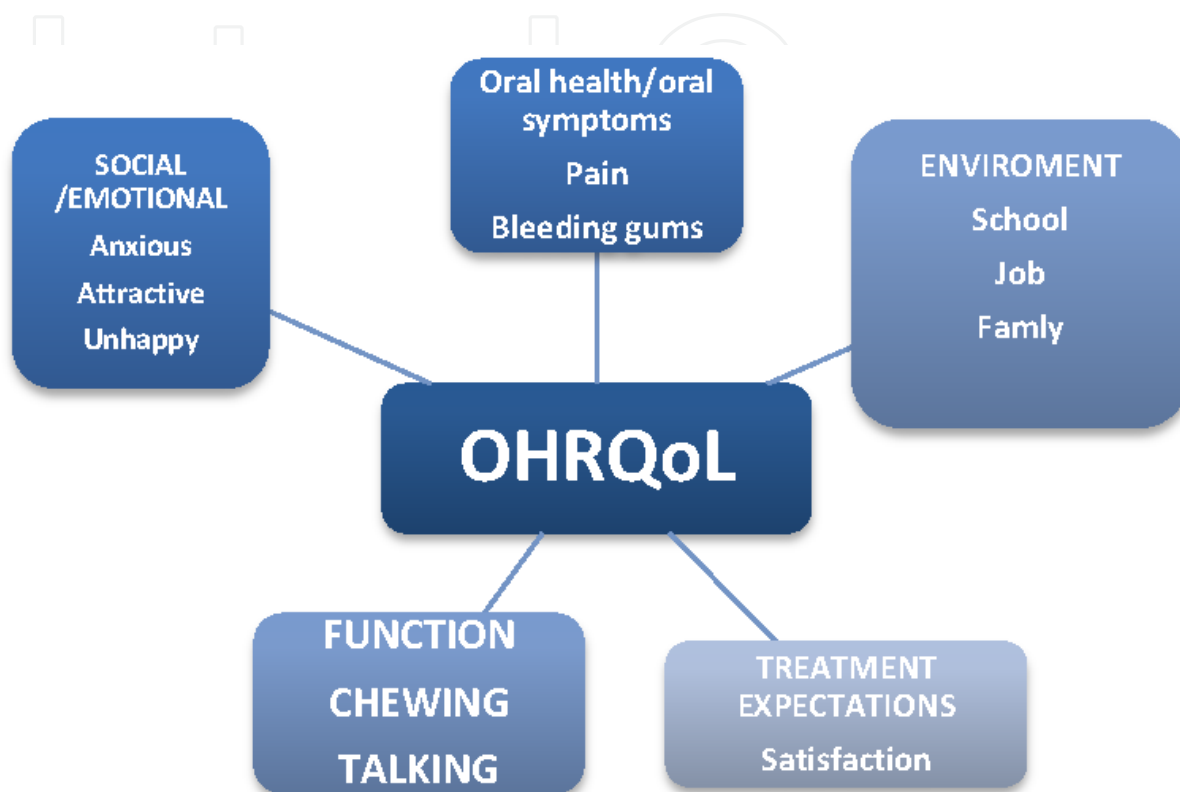 Oral health/oral
symptoms
Pain
Bleeding gums
SOCIAL
/EMOTIONAL
Anxious
Attractive
Unhappy
ENVIROMENT
School
Job
Famly
OHRQoL
FUNCTION
CHEWING
TALKING
TREATMENT
EXPECTATIONS
Satisfaction